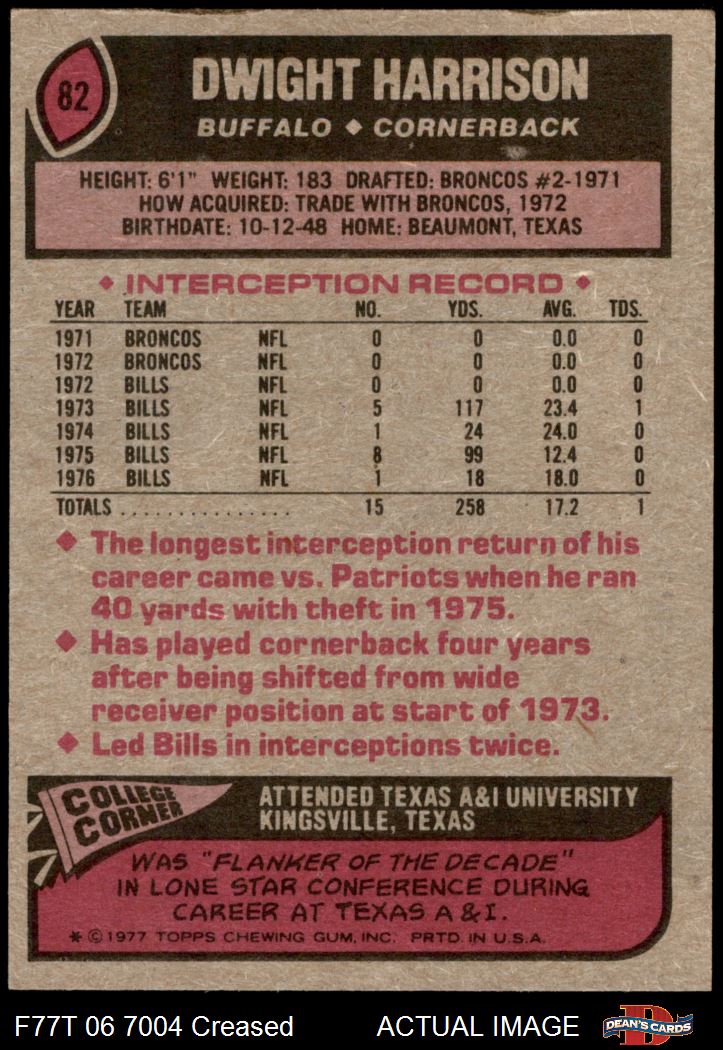 82
DWIGHT HARRISON
BUFFALO ◆ CORNERBACK
HEIGHT: 6'1" WEIGHT: 183 DRAFTED: BRONCOS #2-1971
HOW ACQUIRED: TRADE WITH BRONCOS, 1972
BIRTHDATE: 10-12-48 HOME: BEAUMONT, TEXAS
◆ INTERCEPTION RECORD ◆
YEAR TEAM NO. YDS. AVG. TDS.
1971 BRONCOS NFL 0 0 0.0 0
1972 BRONCOS NFL 0 0 0.0 0
1972 BILLS NFL 0 0 0.0 0
1973 BILLS NFL 5 117 23.4 1
1974 BILLS NFL 1 24 24.0 0
1975 BILLS NFL 8 99 12.4 0
1976 BILLS NFL 1 18 18.0 0
TOTALS ................ 15 258 17.2 1
◆ The longest interception return of his
career came vs. Patriots when he ran
40 yards with theft in 1975.
◆ Has played cornerback four years
after being shifted from wide
receiver position at start of 1973.
◆ Led Bills in interceptions twice.
COLLEGE
CORNER
ATTENDED TEXAS A&I UNIVERSITY
KINGSVILLE, TEXAS
WAS "FLANKER OF THE DECADE"
IN LONE STAR CONFERENCE DURING
CAREER AT TEXAS A & I.
* © 1977 TOPPS CHEWING GUM, INC. PRTD. IN U.S.A.
F77T 06 7004 Creased ACTUAL IMAGE
D
DEAN'S CARDS